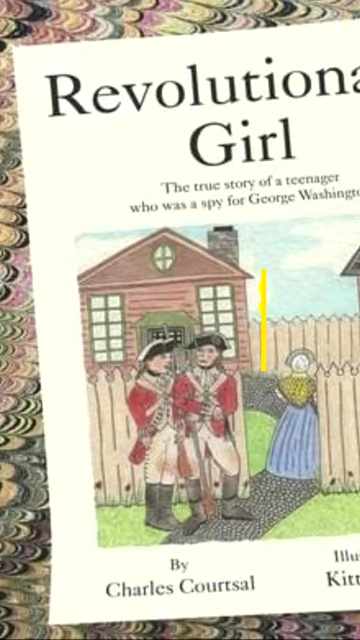 Revolutiona
Girl
The true story of a teenager
who was a spy for George Washingto
By
Charles Courtsal
Illu
Kitt